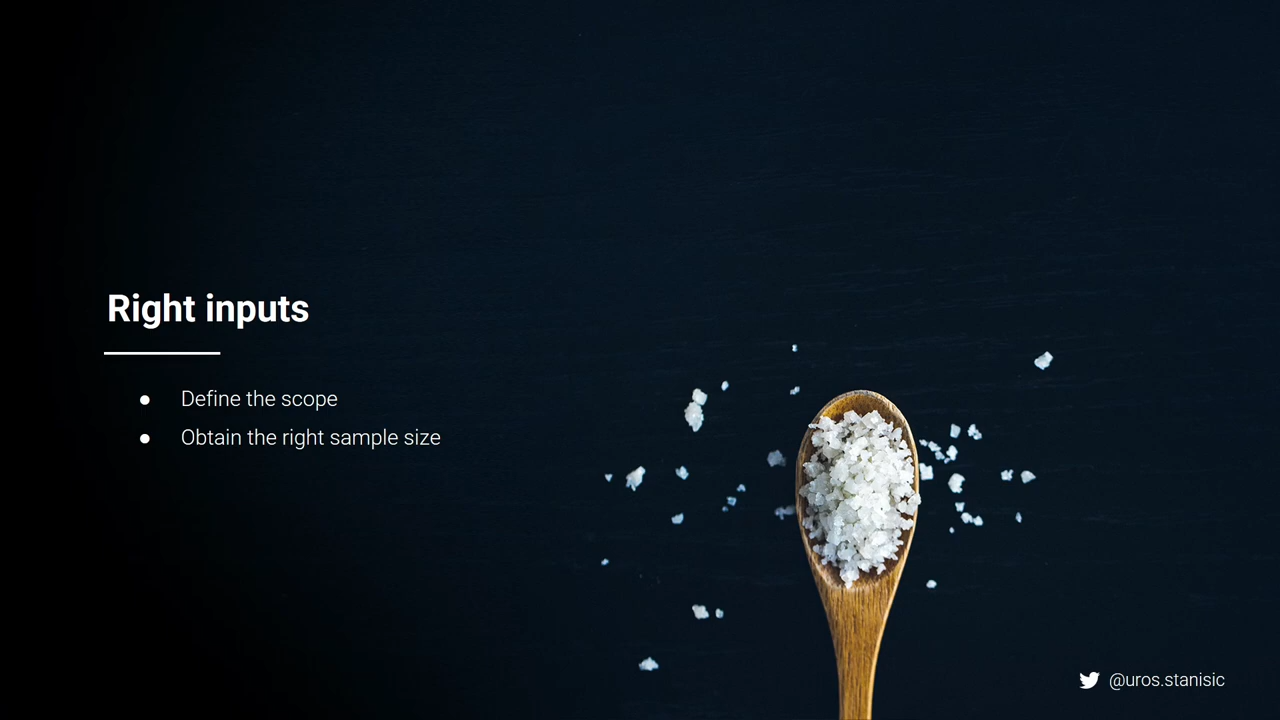 Right inputs
● Define the scope
● Obtain the right sample size
@uros.stanisic